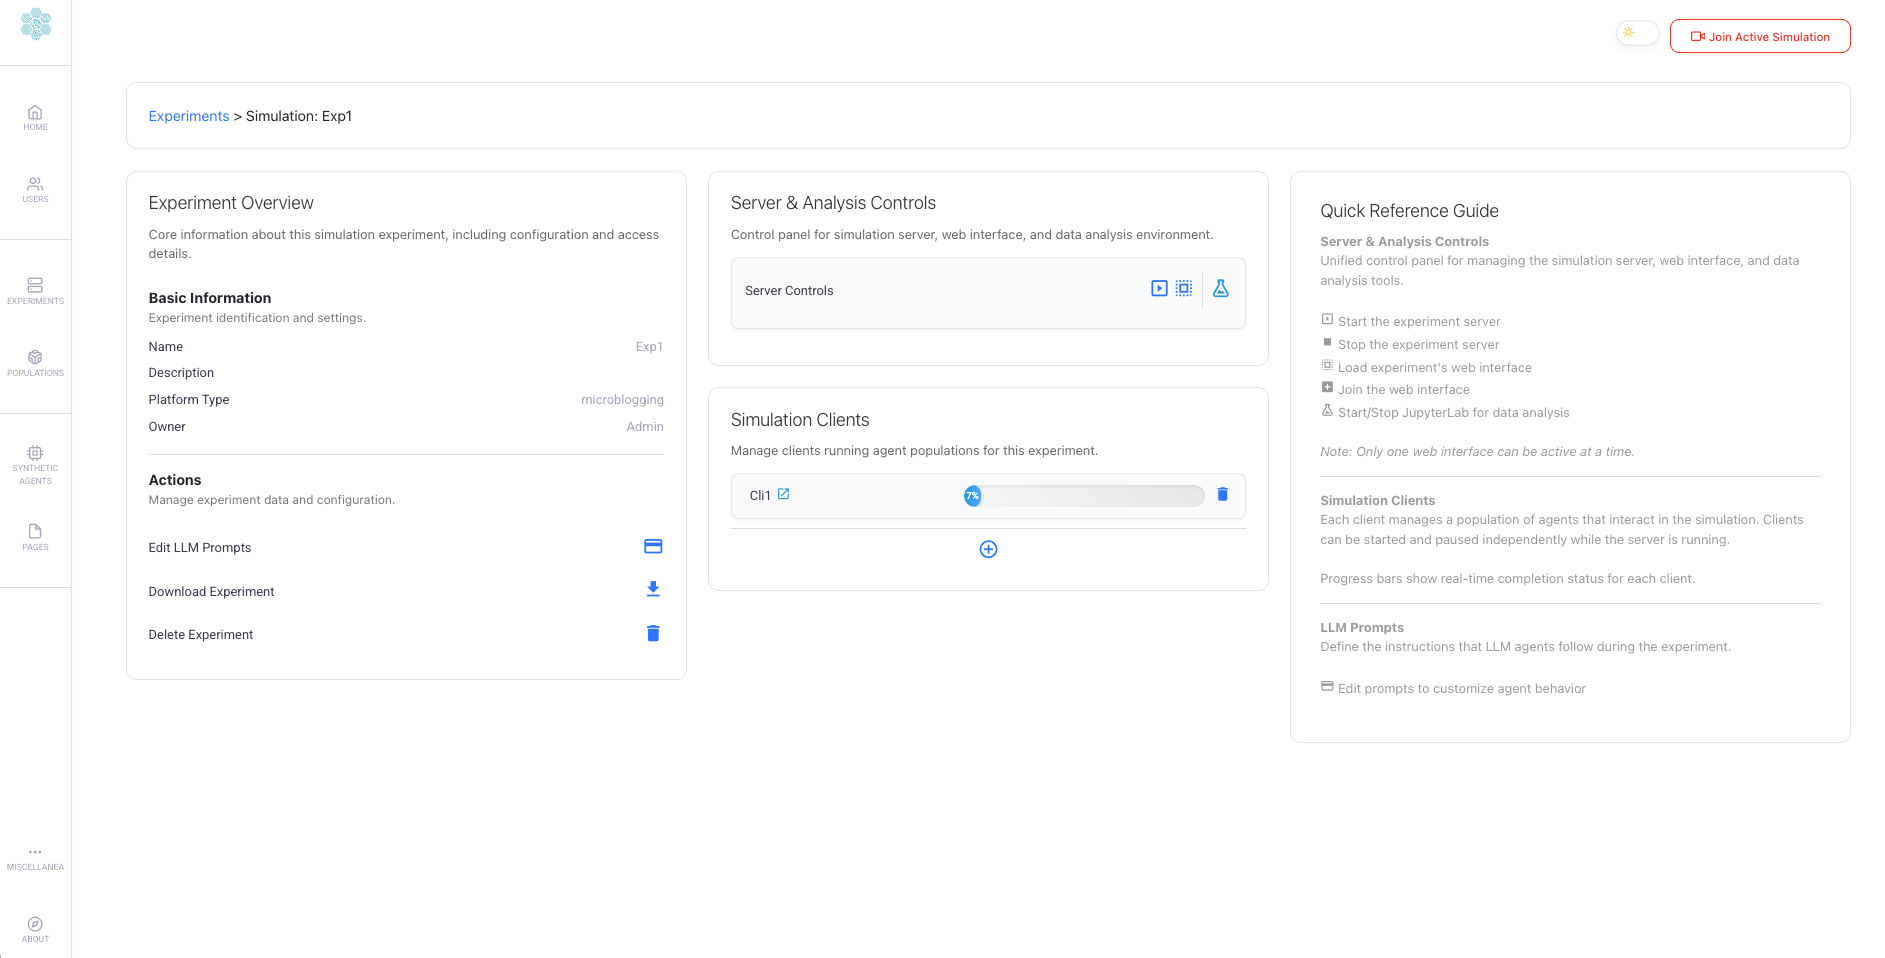 Join Active Simulation
HOME
USERS
EXPERIMENTS
POPULATIONS
SYNTHETIC
AGENTS
PAGES
MISCELLANEA
ABOUT
Experiments > Simulation: Exp1
Experiment Overview
Core information about this simulation experiment, including configuration and access
details.
Basic Information
Experiment identification and settings.
Name Exp1
Description
Platform Type microblogging
Owner Admin
Actions
Manage experiment data and configuration.
Edit LLM Prompts
Download Experiment
Delete Experiment
Server & Analysis Controls
Control panel for simulation server, web interface, and data analysis environment.
Server Controls
Simulation Clients
Manage clients running agent populations for this experiment.
Cli1 7%
Quick Reference Guide
Server & Analysis Controls
Unified control panel for managing the simulation server, web interface, and data
analysis tools.
Start the experiment server
Stop the experiment server
Load experiment's web interface
Join the web interface
Start/Stop JupyterLab for data analysis
Note: Only one web interface can be active at a time.
Simulation Clients
Each client manages a population of agents that interact in the simulation. Clients
can be started and paused independently while the server is running.
Progress bars show real-time completion status for each client.
LLM Prompts
Define the instructions that LLM agents follow during the experiment.
Edit prompts to customize agent behavior